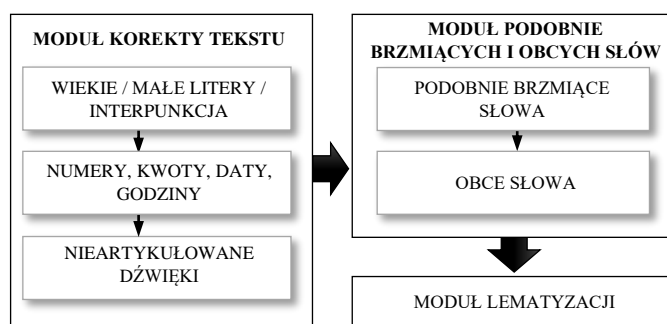 MODUŁ KOREKTY TEKSTU
WIEKIE / MAŁE LITERY /
INTERPUNKCJA
NUMERY, KWOTY, DATY,
GODZINY
NIEARTYKUŁOWANE
DŹWIĘKI
MODUŁ PODOBNIE
BRZMIĄCYCH I OBCYCH SŁÓW
PODOBNIE BRZMIĄCE
SŁOWA
OBCE SŁOWA
MODUŁ LEMATYZACJI